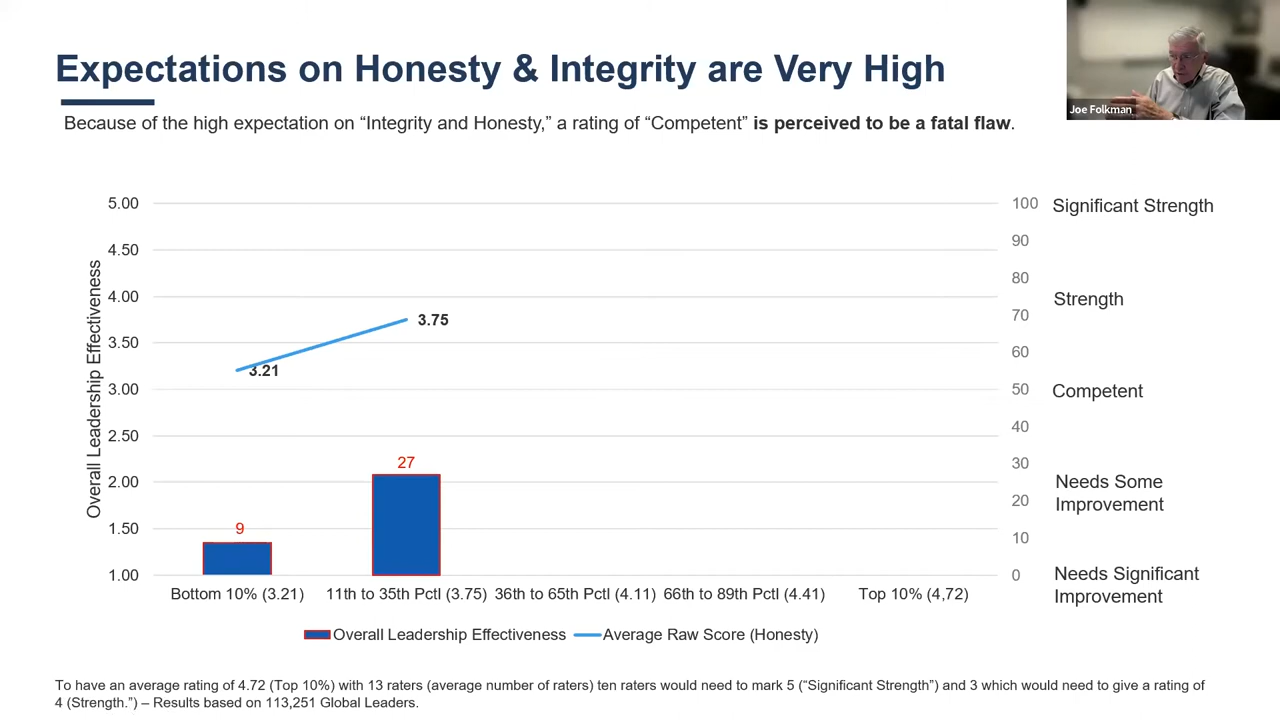 Expectations on Honesty & Integrity are Very High
Joe Folkman
Because of the high expectation on “Integrity and Honesty,” a rating of “Competent” is perceived to be a fatal flaw.
Overall Leadership Effectiveness
5.00
4.50
4.00
3.50
3.00
2.50
2.00
1.50
1.00
3.21
3.75
9
27
100
90
80
70
60
50
40
30
20
10
0
Significant Strength
Strength
Competent
Needs Some
Improvement
Needs Significant
Improvement
Bottom 10% (3.21)
11th to 35th Pctl (3.75)
36th to 65th Pctl (4.11)
66th to 89th Pctl (4.41)
Top 10% (4,72)
Overall Leadership Effectiveness
Average Raw Score (Honesty)
To have an average rating of 4.72 (Top 10%) with 13 raters (average number of raters) ten raters would need to mark 5 (“Significant Strength”) and 3 which would need to give a rating of
4 (Strength.”) – Results based on 113,251 Global Leaders.